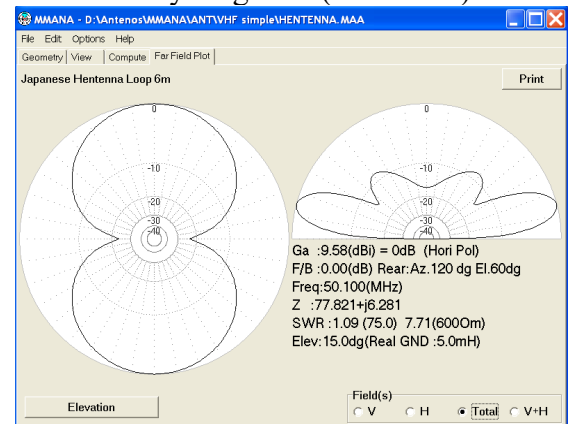 MMANA - D:\Antenos\MMANA\ANT\VHF simple\HENTENNA.MAA
File Edit Options Help
Geometry View Compute Far Field Plot
Japanese Hentenna Loop 6m
Print
0
-10
-20
-30
-40
0
-10
-20
-30
-40
Ga :9.58(dBi) = 0dB (Hori Pol)
F/B :0.00(dB) Rear:Az.120 dg El.60dg
Freq:50.100(MHz)
Z :77.821+j6.281
SWR :1.09 (75.0) 7.71(600Om)
Elev:15.0dg(Real GND :5.0mH)
Elevation
Field(s)
V H Total V+H